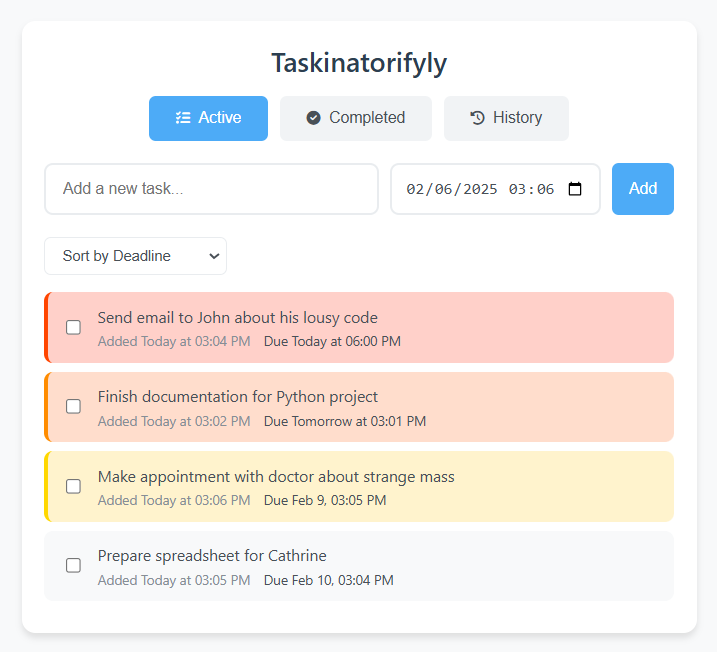 Taskinatorifyly
Active Completed History
Add a new task... 02/06/2025 03:06 Add
Sort by Deadline
Send email to John about his lousy code
Added Today at 03:04 PM Due Today at 06:00 PM
Finish documentation for Python project
Added Today at 03:02 PM Due Tomorrow at 03:01 PM
Make appointment with doctor about strange mass
Added Today at 03:06 PM Due Feb 9, 03:05 PM
Prepare spreadsheet for Cathrine
Added Today at 03:05 PM Due Feb 10, 03:04 PM